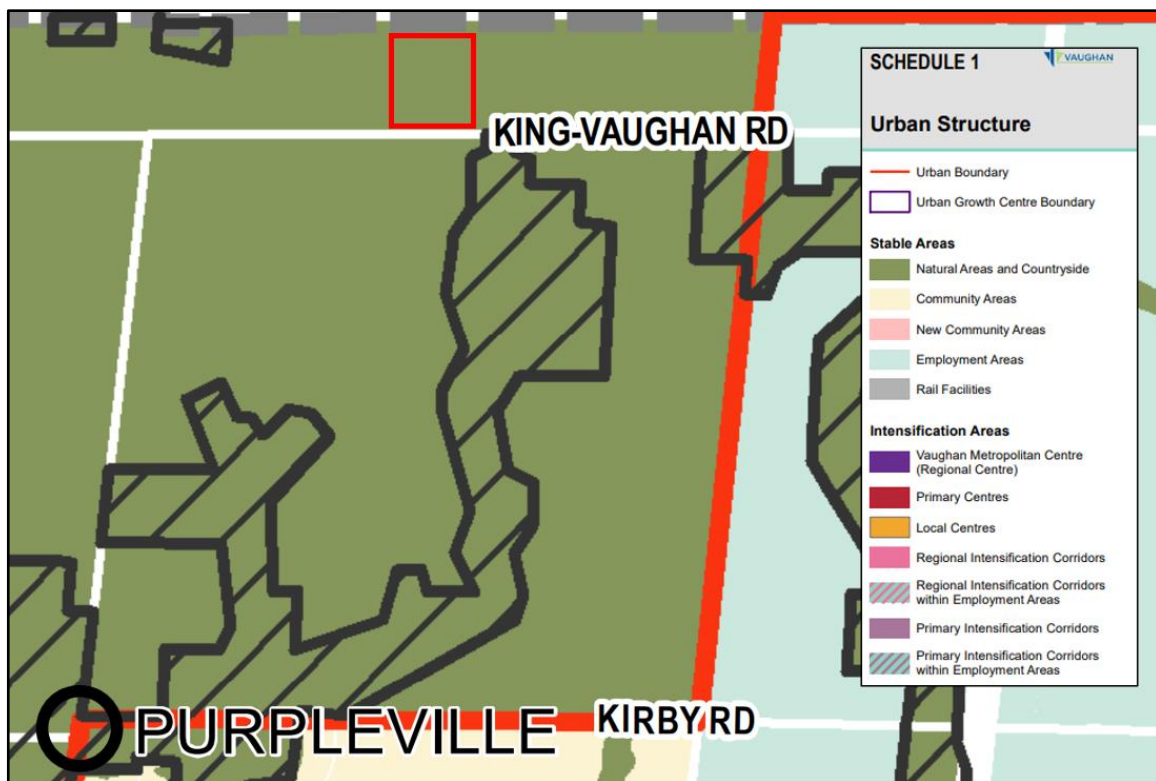 KING-VAUGHAN RD
KIRBY RD
PURPLEVILLE
SCHEDULE 1
VAUGHAN
Urban Structure
Urban Boundary
Urban Growth Centre Boundary
Stable Areas
Natural Areas and Countryside
Community Areas
New Community Areas
Employment Areas
Rail Facilities
Intensification Areas
Vaughan Metropolitan Centre
(Regional Centre)
Primary Centres
Local Centres
Regional Intensification Corridors
Regional Intensification Corridors
within Employment Areas
Primary Intensification Corridors
Primary Intensification Corridors
within Employment Areas